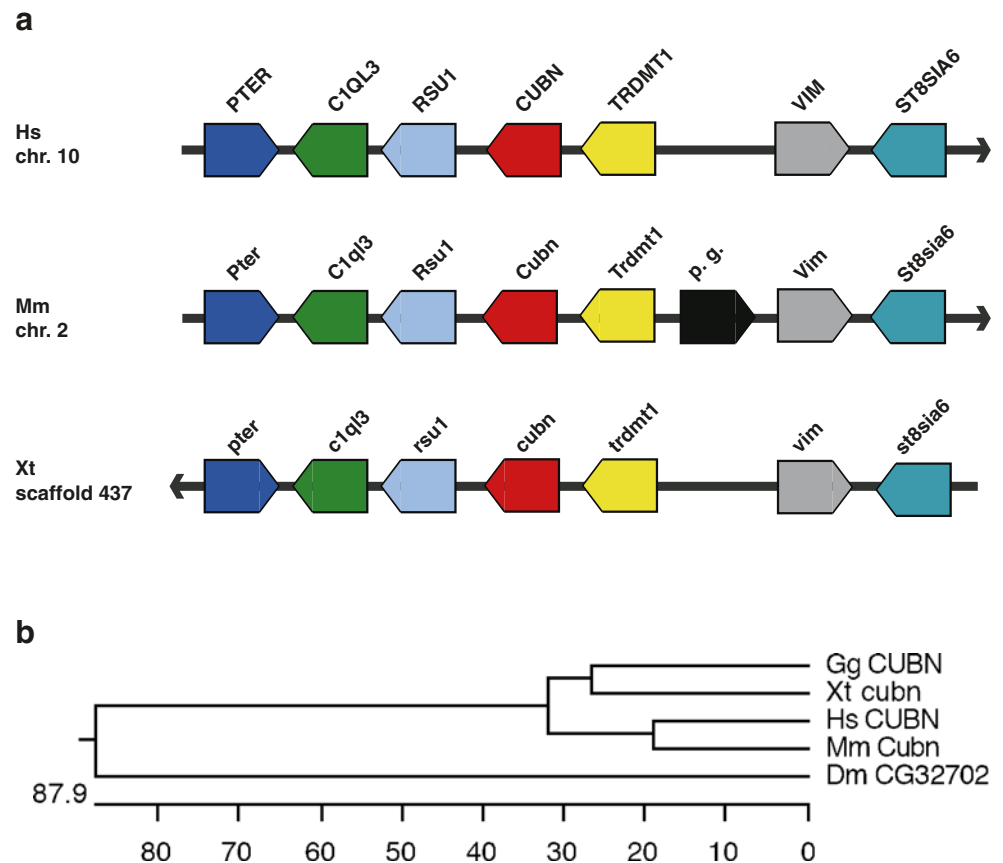 a
PTER C1QL3 RSU1 CUBN TRDMT1 VIM ST8SIA6
Hs
chr. 10
Pter C1ql3 Rsu1 Cubn Trdmt1 p. g. Vim St8sia6
Mm
chr. 2
pter c1ql3 rsu1 cubn trdmt1 vim st8sia6
Xt
scaffold 437
b
Gg CUBN
Xt cubn
Hs CUBN
Mm Cubn
Dm CG32702
87.9
80 70 60 50 40 30 20 10 0